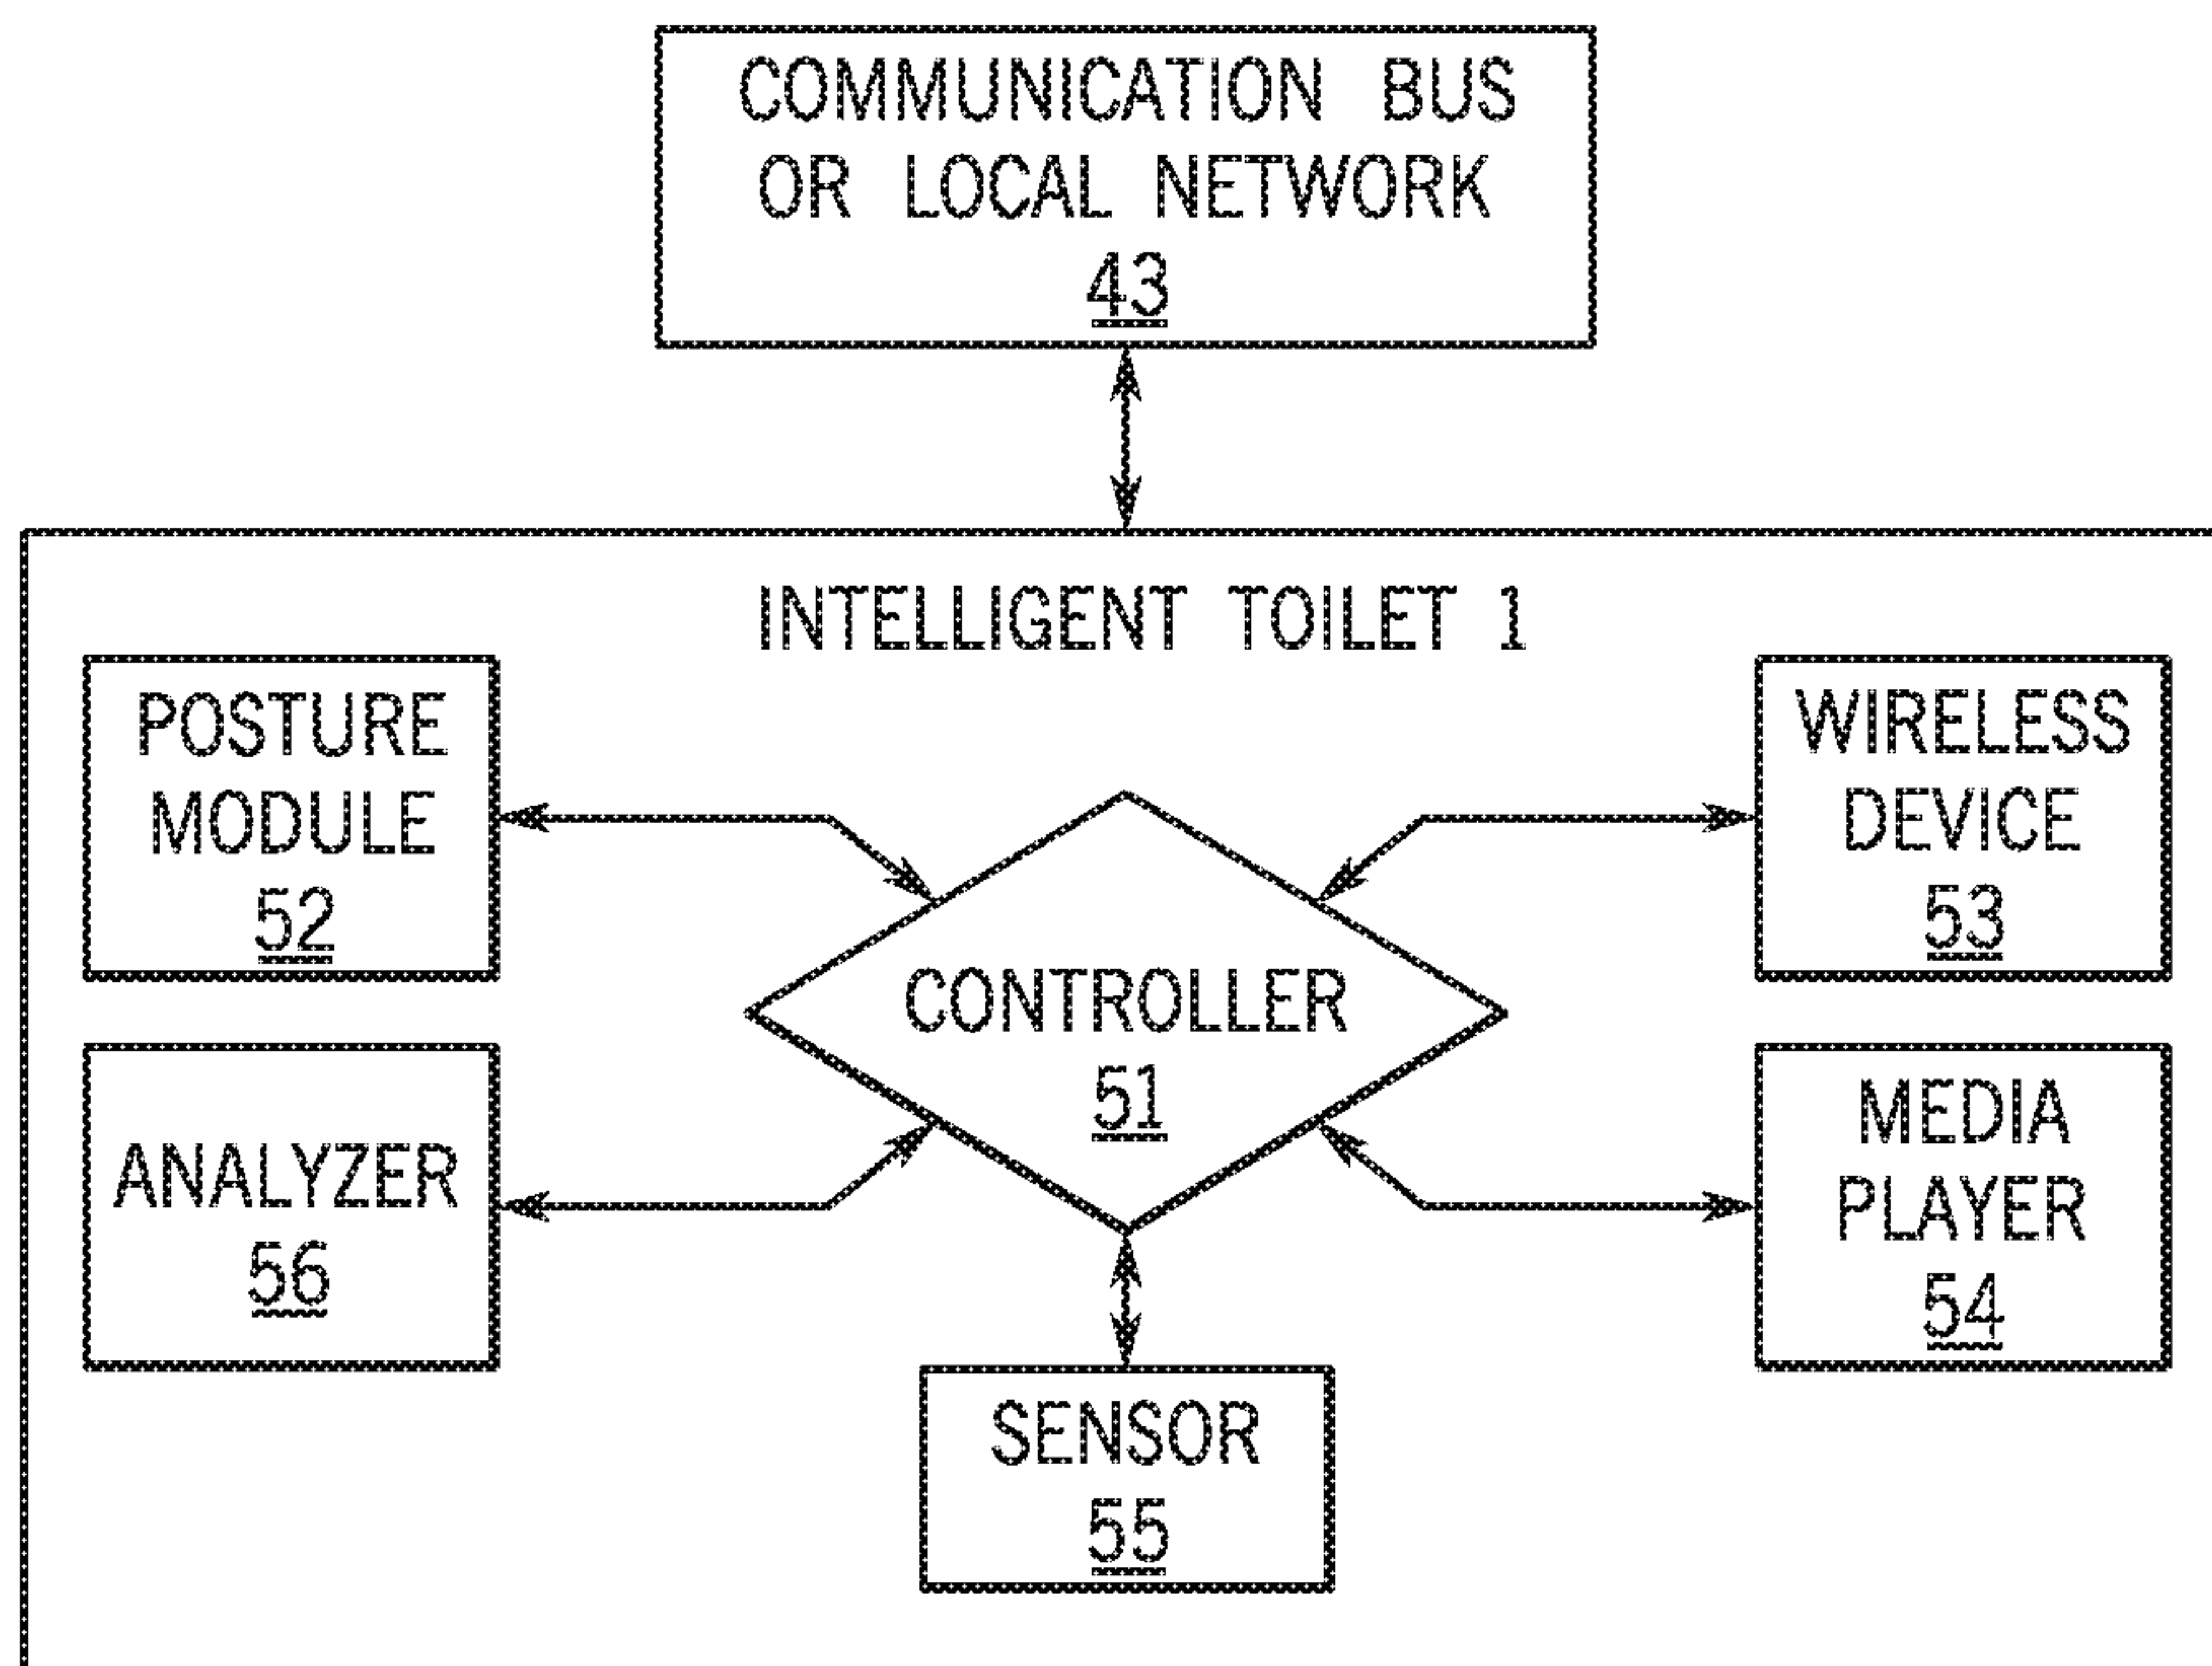 COMMUNICATION BUS
OR LOCAL NETWORK
43
INTELLIGENT TOILET 1
POSTURE
MODULE
52
WIRELESS
DEVICE
53
CONTROLLER
51
ANALYZER
56
MEDIA
PLAYER
54
SENSOR
55